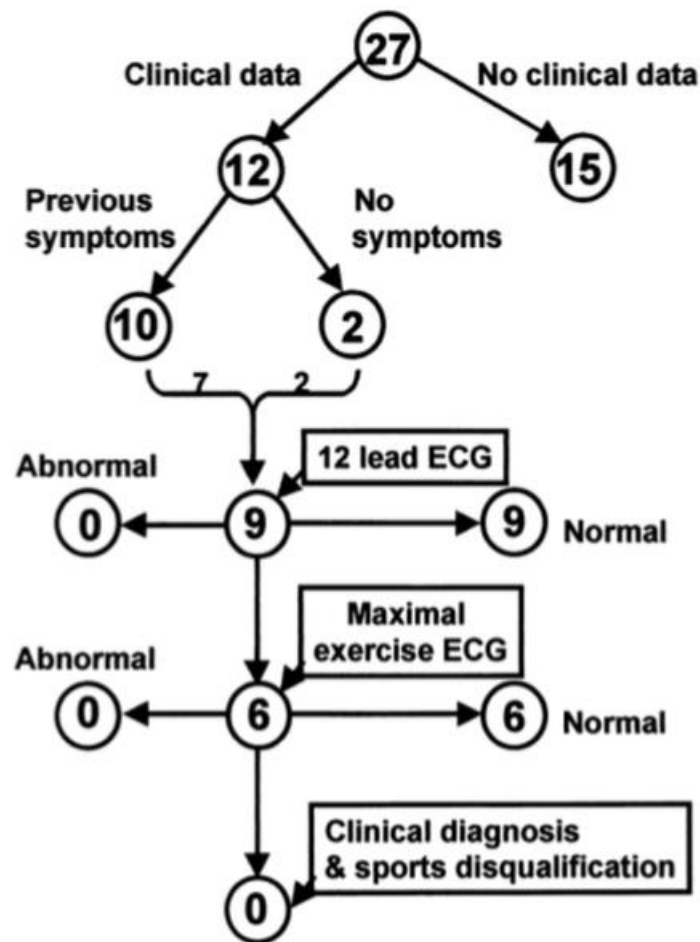 27
Clinical data
No clinical data
12
15
Previous
symptoms
No
symptoms
10
2
7
2
12 lead ECG
Abnormal
0
9
9
Normal
Maximal
exercise ECG
Abnormal
0
6
6
Normal
Clinical diagnosis
& sports disqualification
0